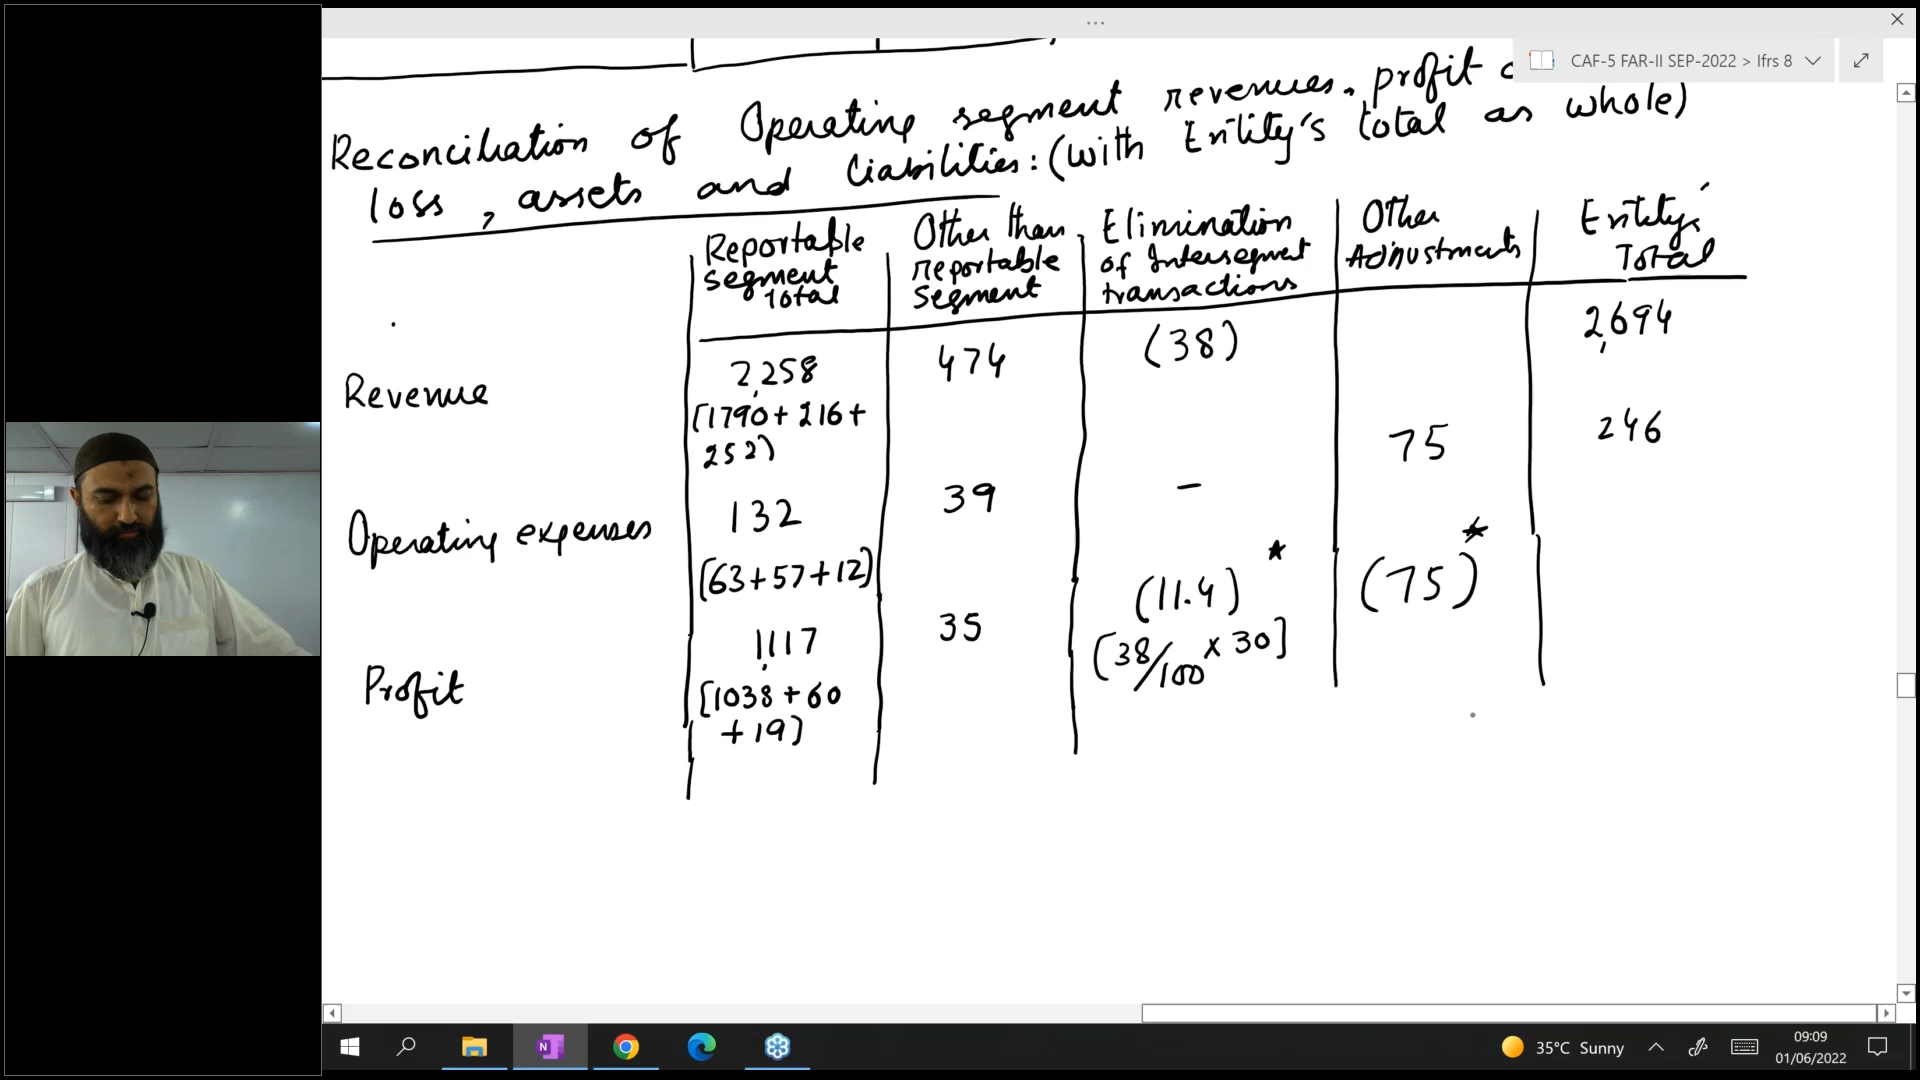 CAF-5 FAR-II SEP-2022 > Ifrs 8
Reconciliation of Operating segment revenues, profit
loss, assets and liabilities: (with Entity's total as whole)
Reportable segment total
Other than reportable segment
Elimination of Intersegment transactions
Other Adjustments
Entity's Total
Revenue
2,258
[1790+ 216+
252)
474
(38)
2,694
Operating expenses
132
[63+57+12]
39
-
75
246
Profit
1,117
[1038+60
+19]
35
(11.4) *
[38/100 x 30]
(75) *
N
35°C Sunny
09:09
01/06/2022